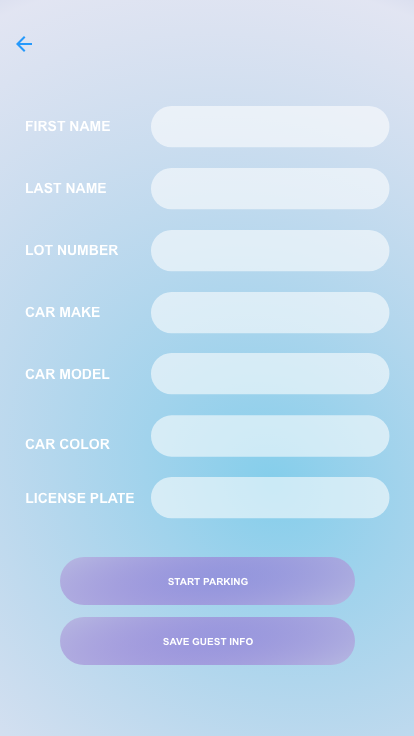 FIRST NAME
LAST NAME
LOT NUMBER
CAR MAKE
CAR MODEL
CAR COLOR
LICENSE PLATE
START PARKING
SAVE GUEST INFO